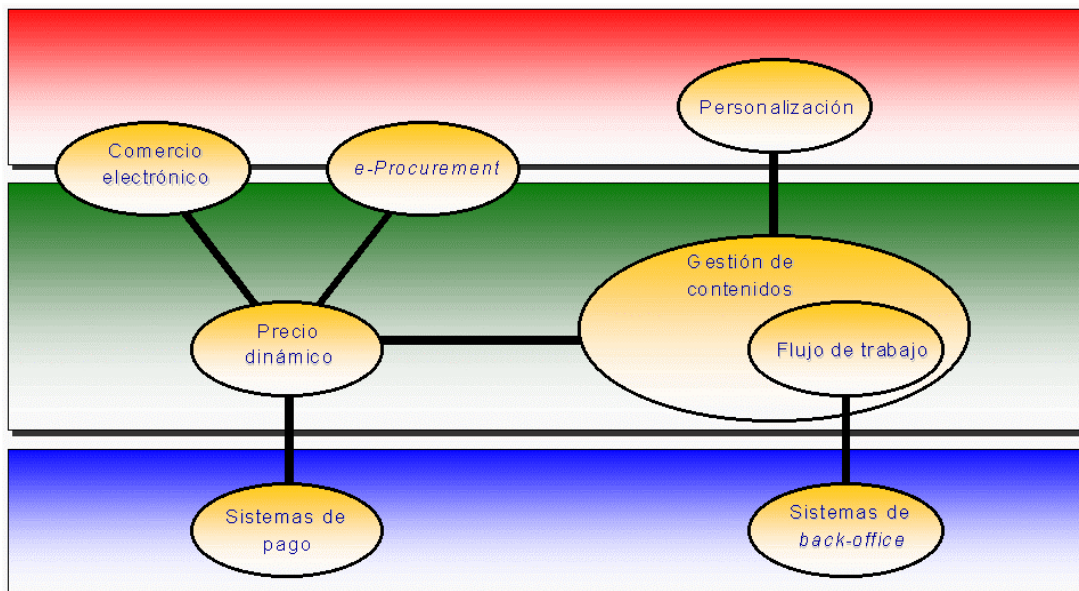 Personalización
Comercio
electrónico
e-Procurement
Gestión de
contenidos
Precio
dinámico
Flujo de trabajo
Sistemas de
pago
Sistemas de
back-office